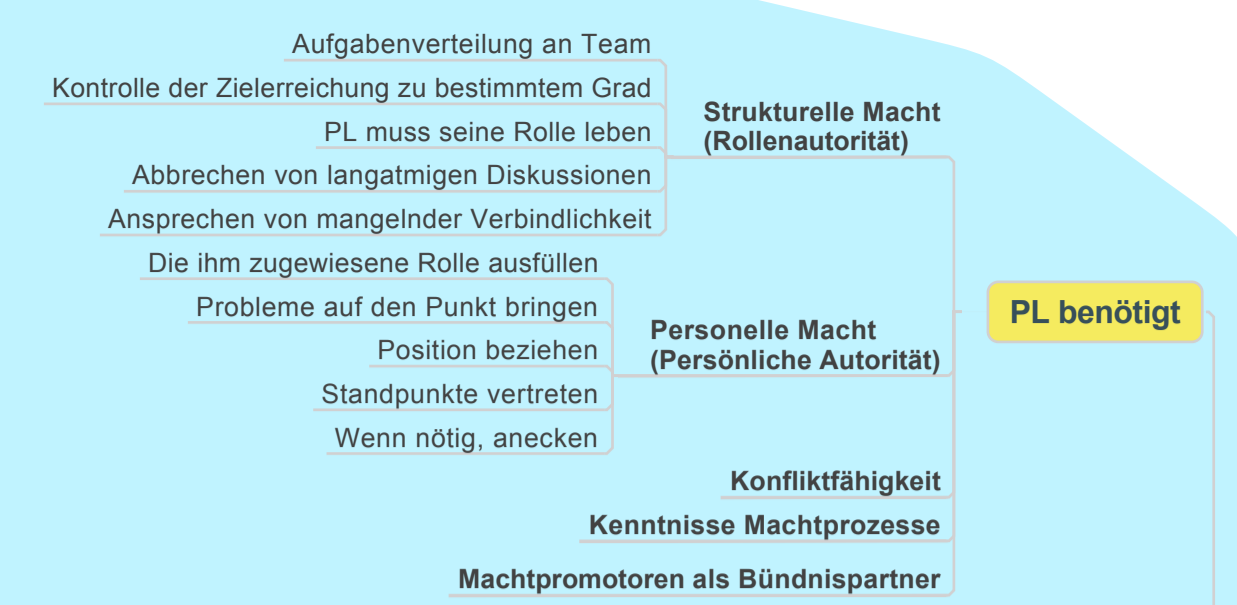 Aufgabenverteilung an Team
Kontrolle der Zielerreichung zu bestimmtem Grad
PL muss seine Rolle leben
Abbrechen von langatmigen Diskussionen
Ansprechen von mangelnder Verbindlichkeit
Strukturelle Macht
(Rollenautorität)
Die ihm zugewiesene Rolle ausfüllen
Probleme auf den Punkt bringen
Position beziehen
Standpunkte vertreten
Wenn nötig, anecken
Personelle Macht
(Persönliche Autorität)
Konfliktfähigkeit
Kenntnisse Machtprozesse
Machtpromotoren als Bündnispartner
PL benötigt